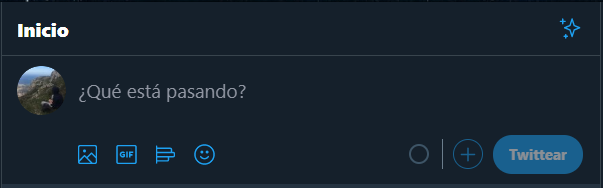 Inicio
¿Qué está pasando?
GIF
Twittear